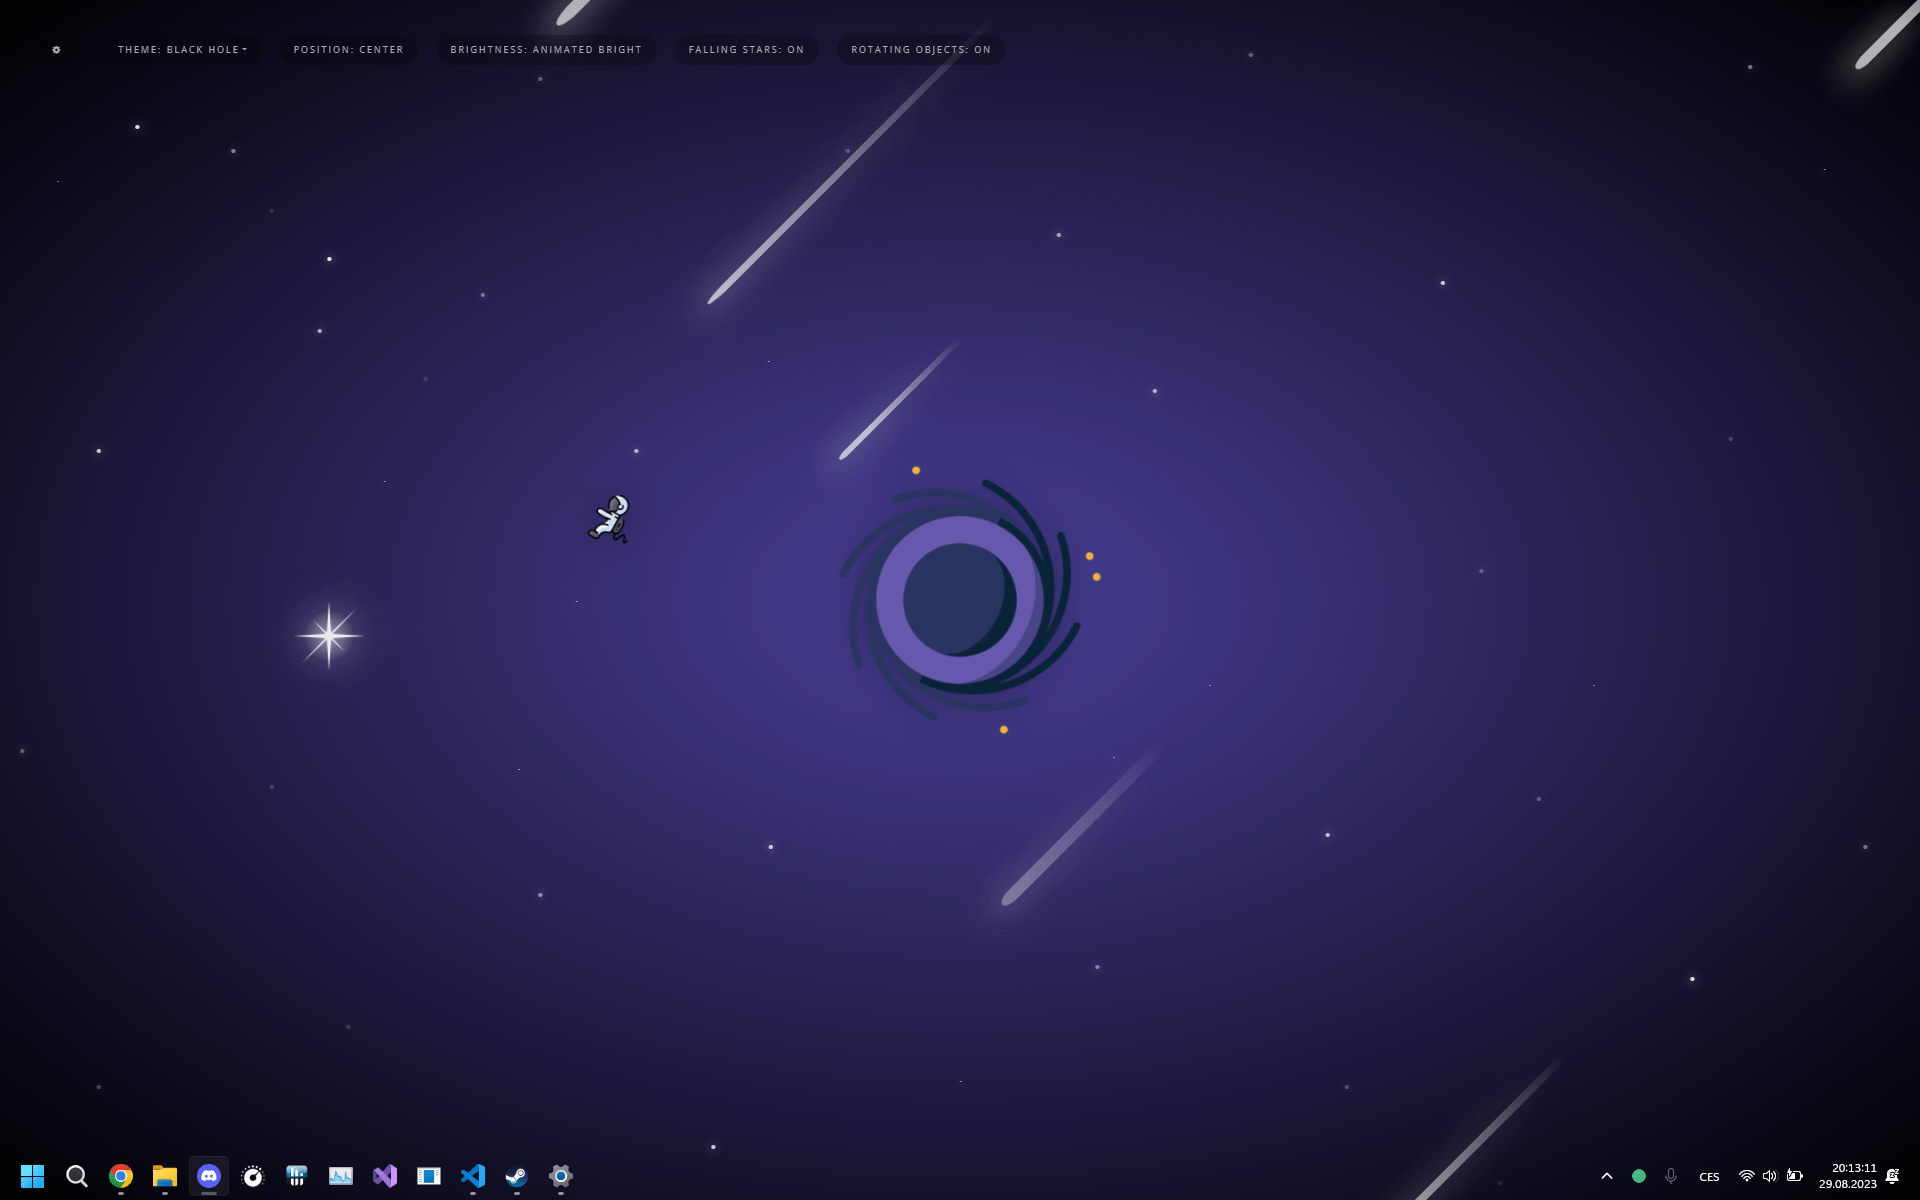 THEME: BLACK HOLE
POSITION: CENTER
BRIGHTNESS: ANIMATED BRIGHT
FALLING STARS: ON
ROTATING OBJECTS: ON
CES
20:13:11
29.08.2023